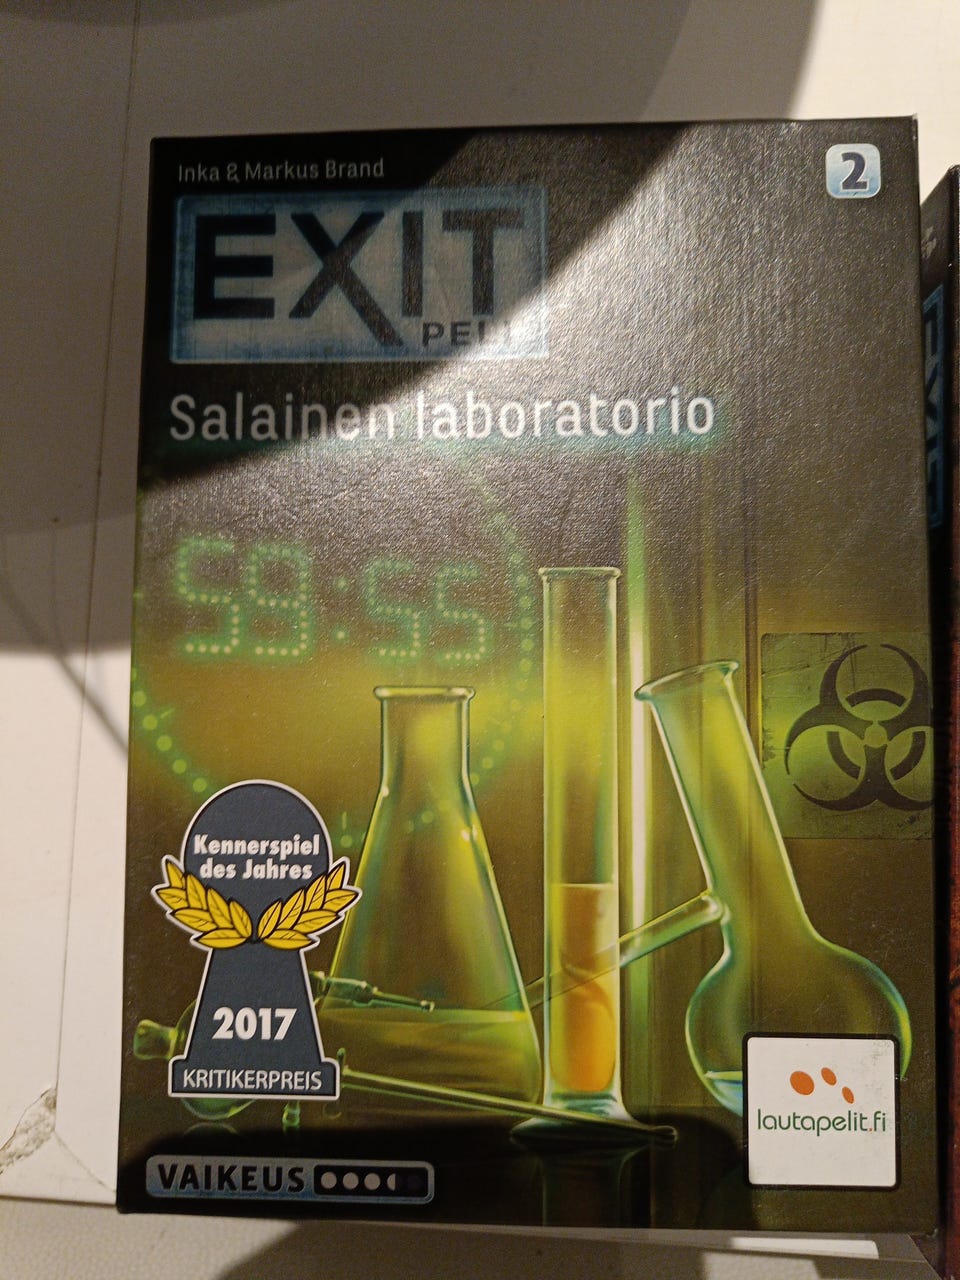 Inka & Markus Brand
2
EXIT
PELI
Salainen laboratorio
59:55
Kennerspiel
des Jahres
2017
KRITIKERPREIS
lautapelit.fi
VAIKEUS